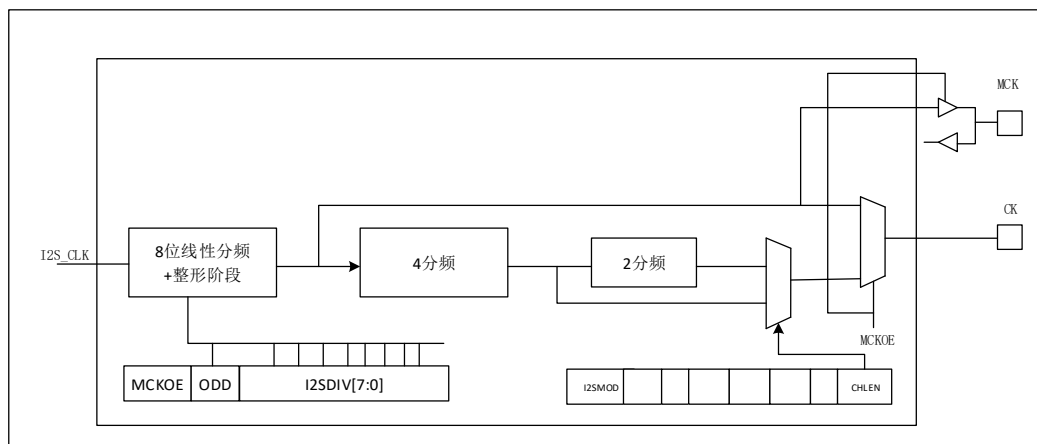 MCK
CK
I2S_CLK
8位线性分频
+整形阶段
4分频
2分频
MCKOE
MCKOE
ODD
I2SDIV[7:0]
I2SMOD
CHLEN